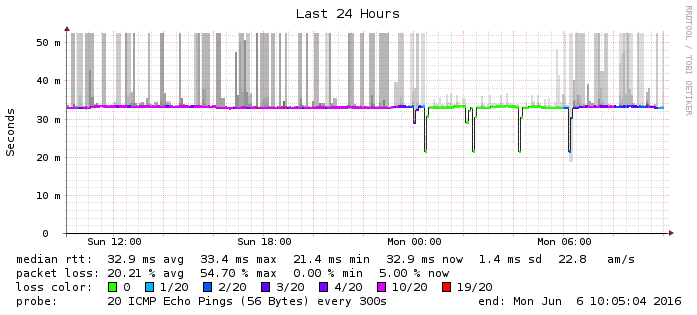 Last 24 Hours
RRDTOOL / TOBI OETIKER
Seconds
50 m
40 m
30 m
20 m
10 m
0
Sun 12:00 Sun 18:00 Mon 00:00 Mon 06:00
median rtt: 32.9 ms avg 33.4 ms max 21.4 ms min 32.9 ms now 1.4 ms sd 22.8 am/s
packet loss: 20.21 % avg 54.70 % max 0.00 % min 5.00 % now
loss color: 0 1/20 2/20 3/20 4/20 10/20 19/20
probe: 20 ICMP Echo Pings (56 Bytes) every 300s end: Mon Jun 6 10:05:04 2016